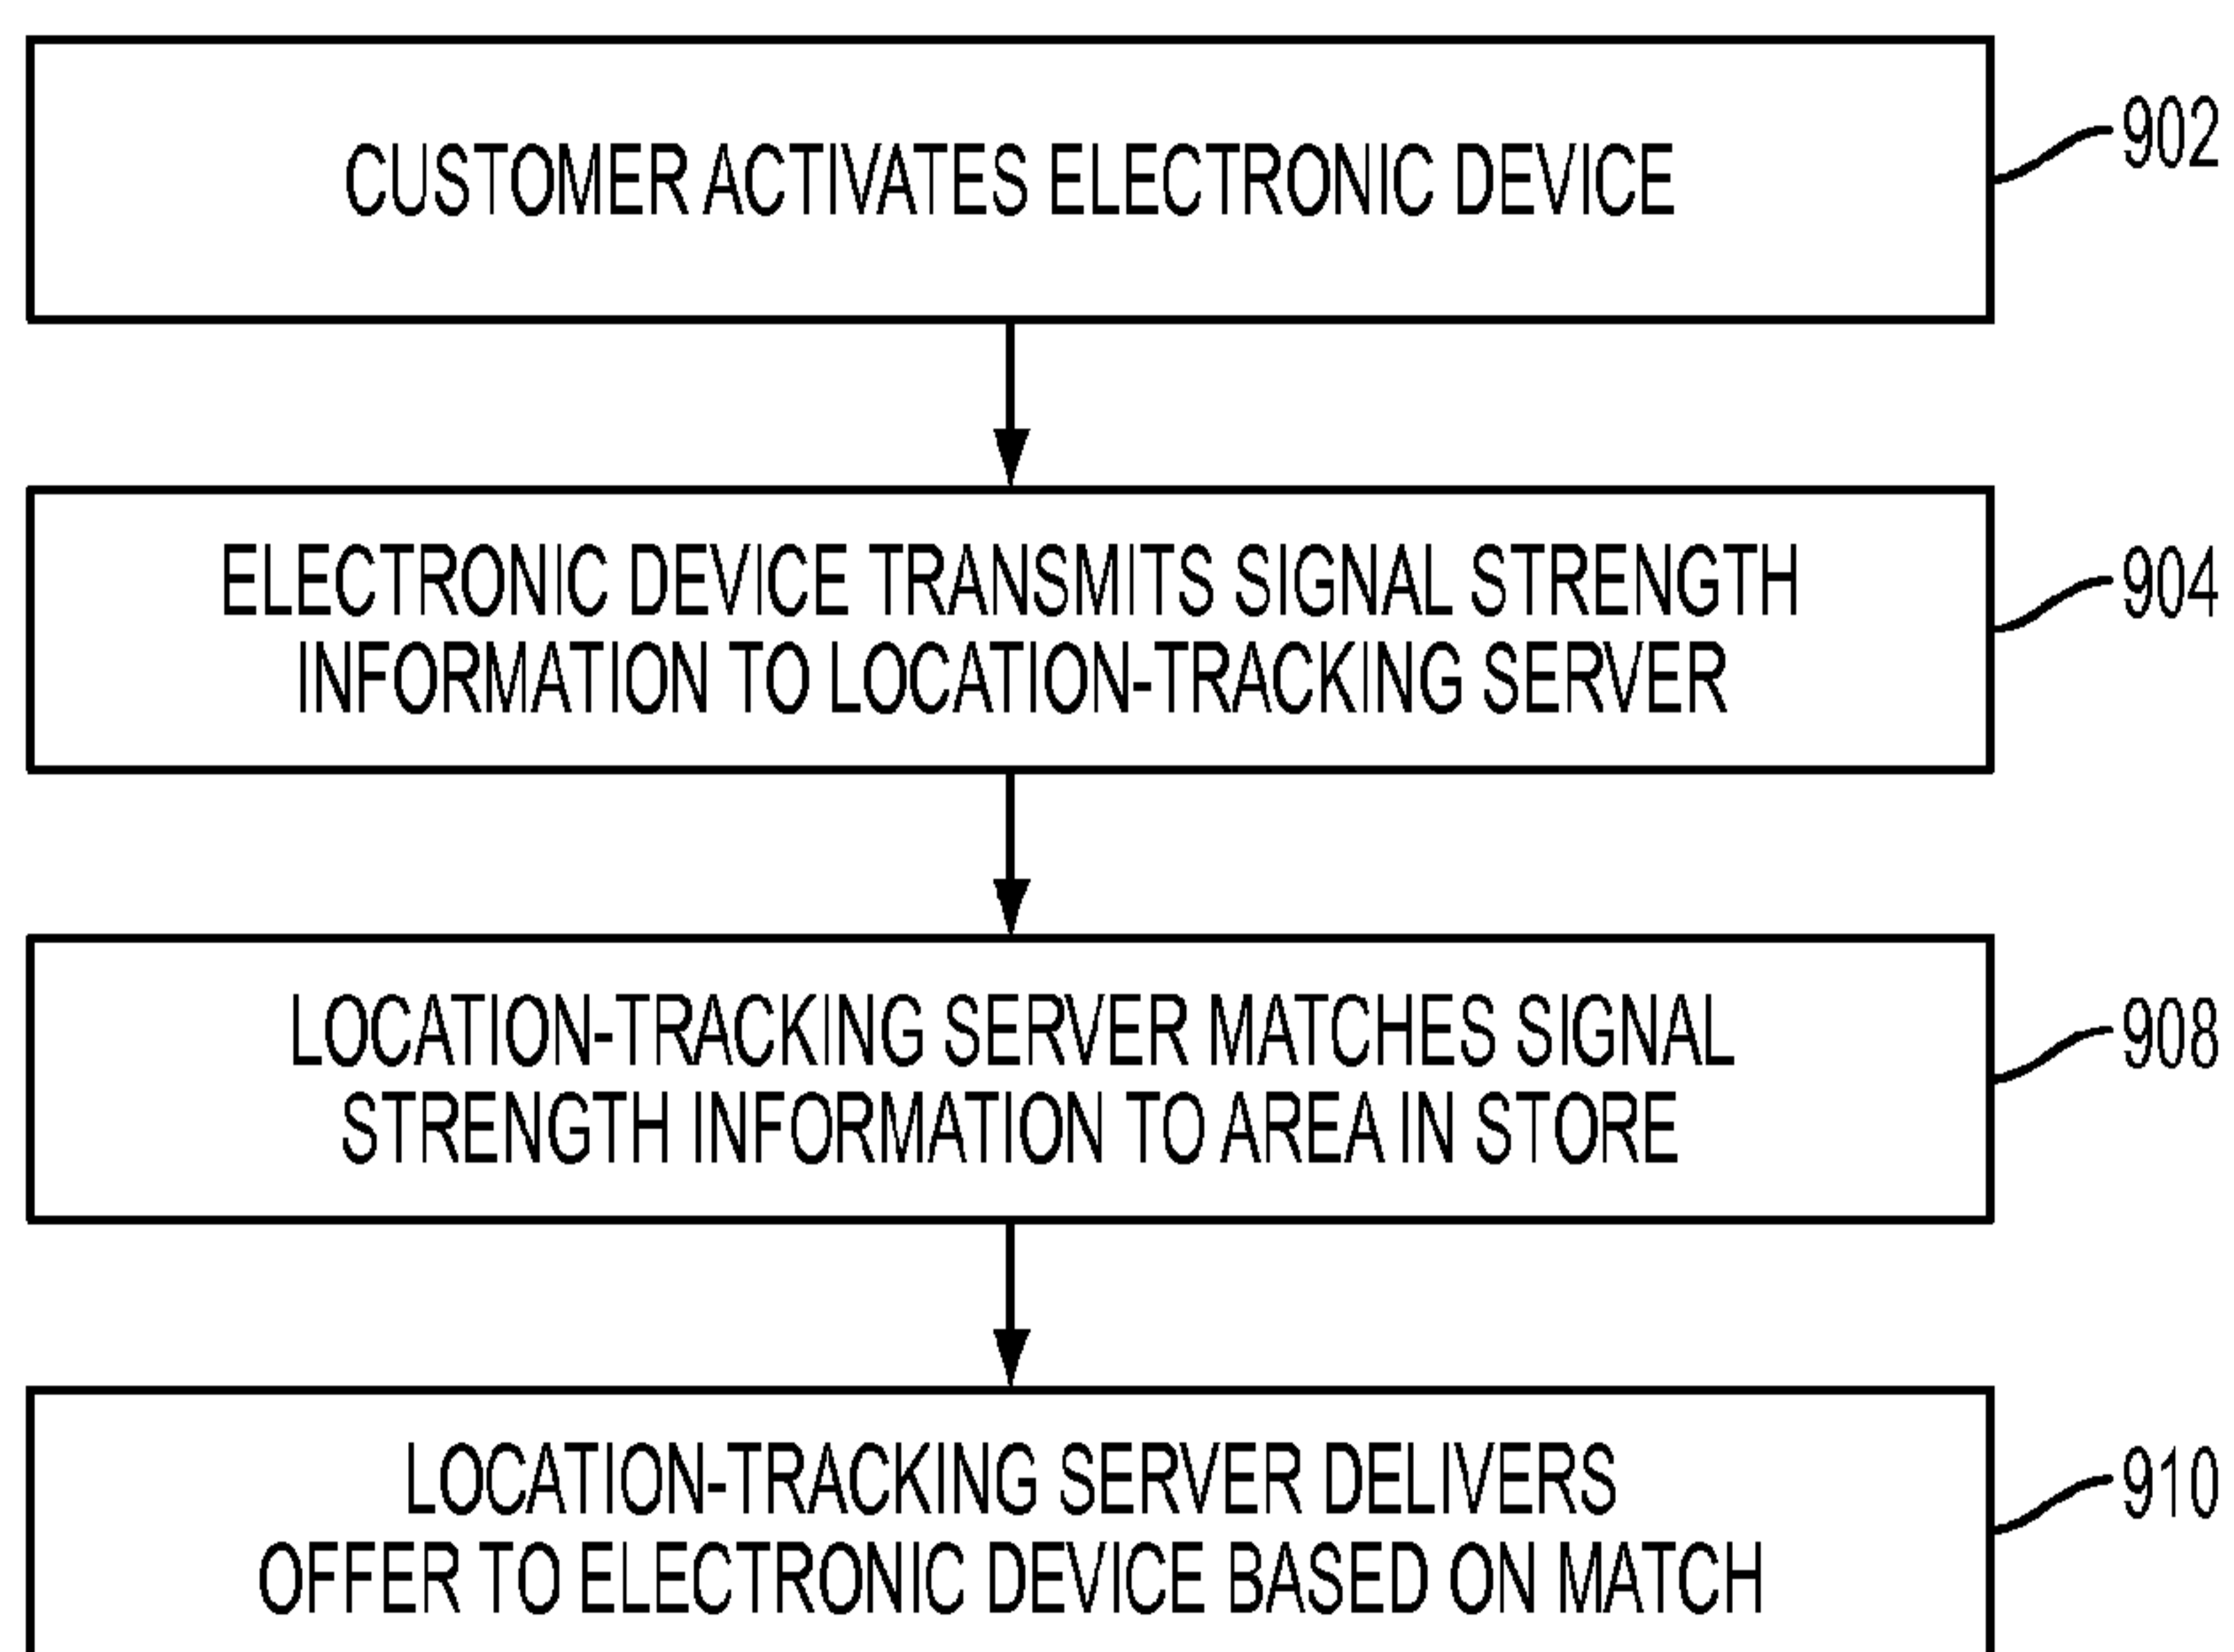 CUSTOMER ACTIVATES ELECTRONIC DEVICE
902
ELECTRONIC DEVICE TRANSMITS SIGNAL STRENGTH
INFORMATION TO LOCATION-TRACKING SERVER
904
LOCATION-TRACKING SERVER MATCHES SIGNAL
STRENGTH INFORMATION TO AREA IN STORE
908
LOCATION-TRACKING SERVER DELIVERS
OFFER TO ELECTRONIC DEVICE BASED ON MATCH
910